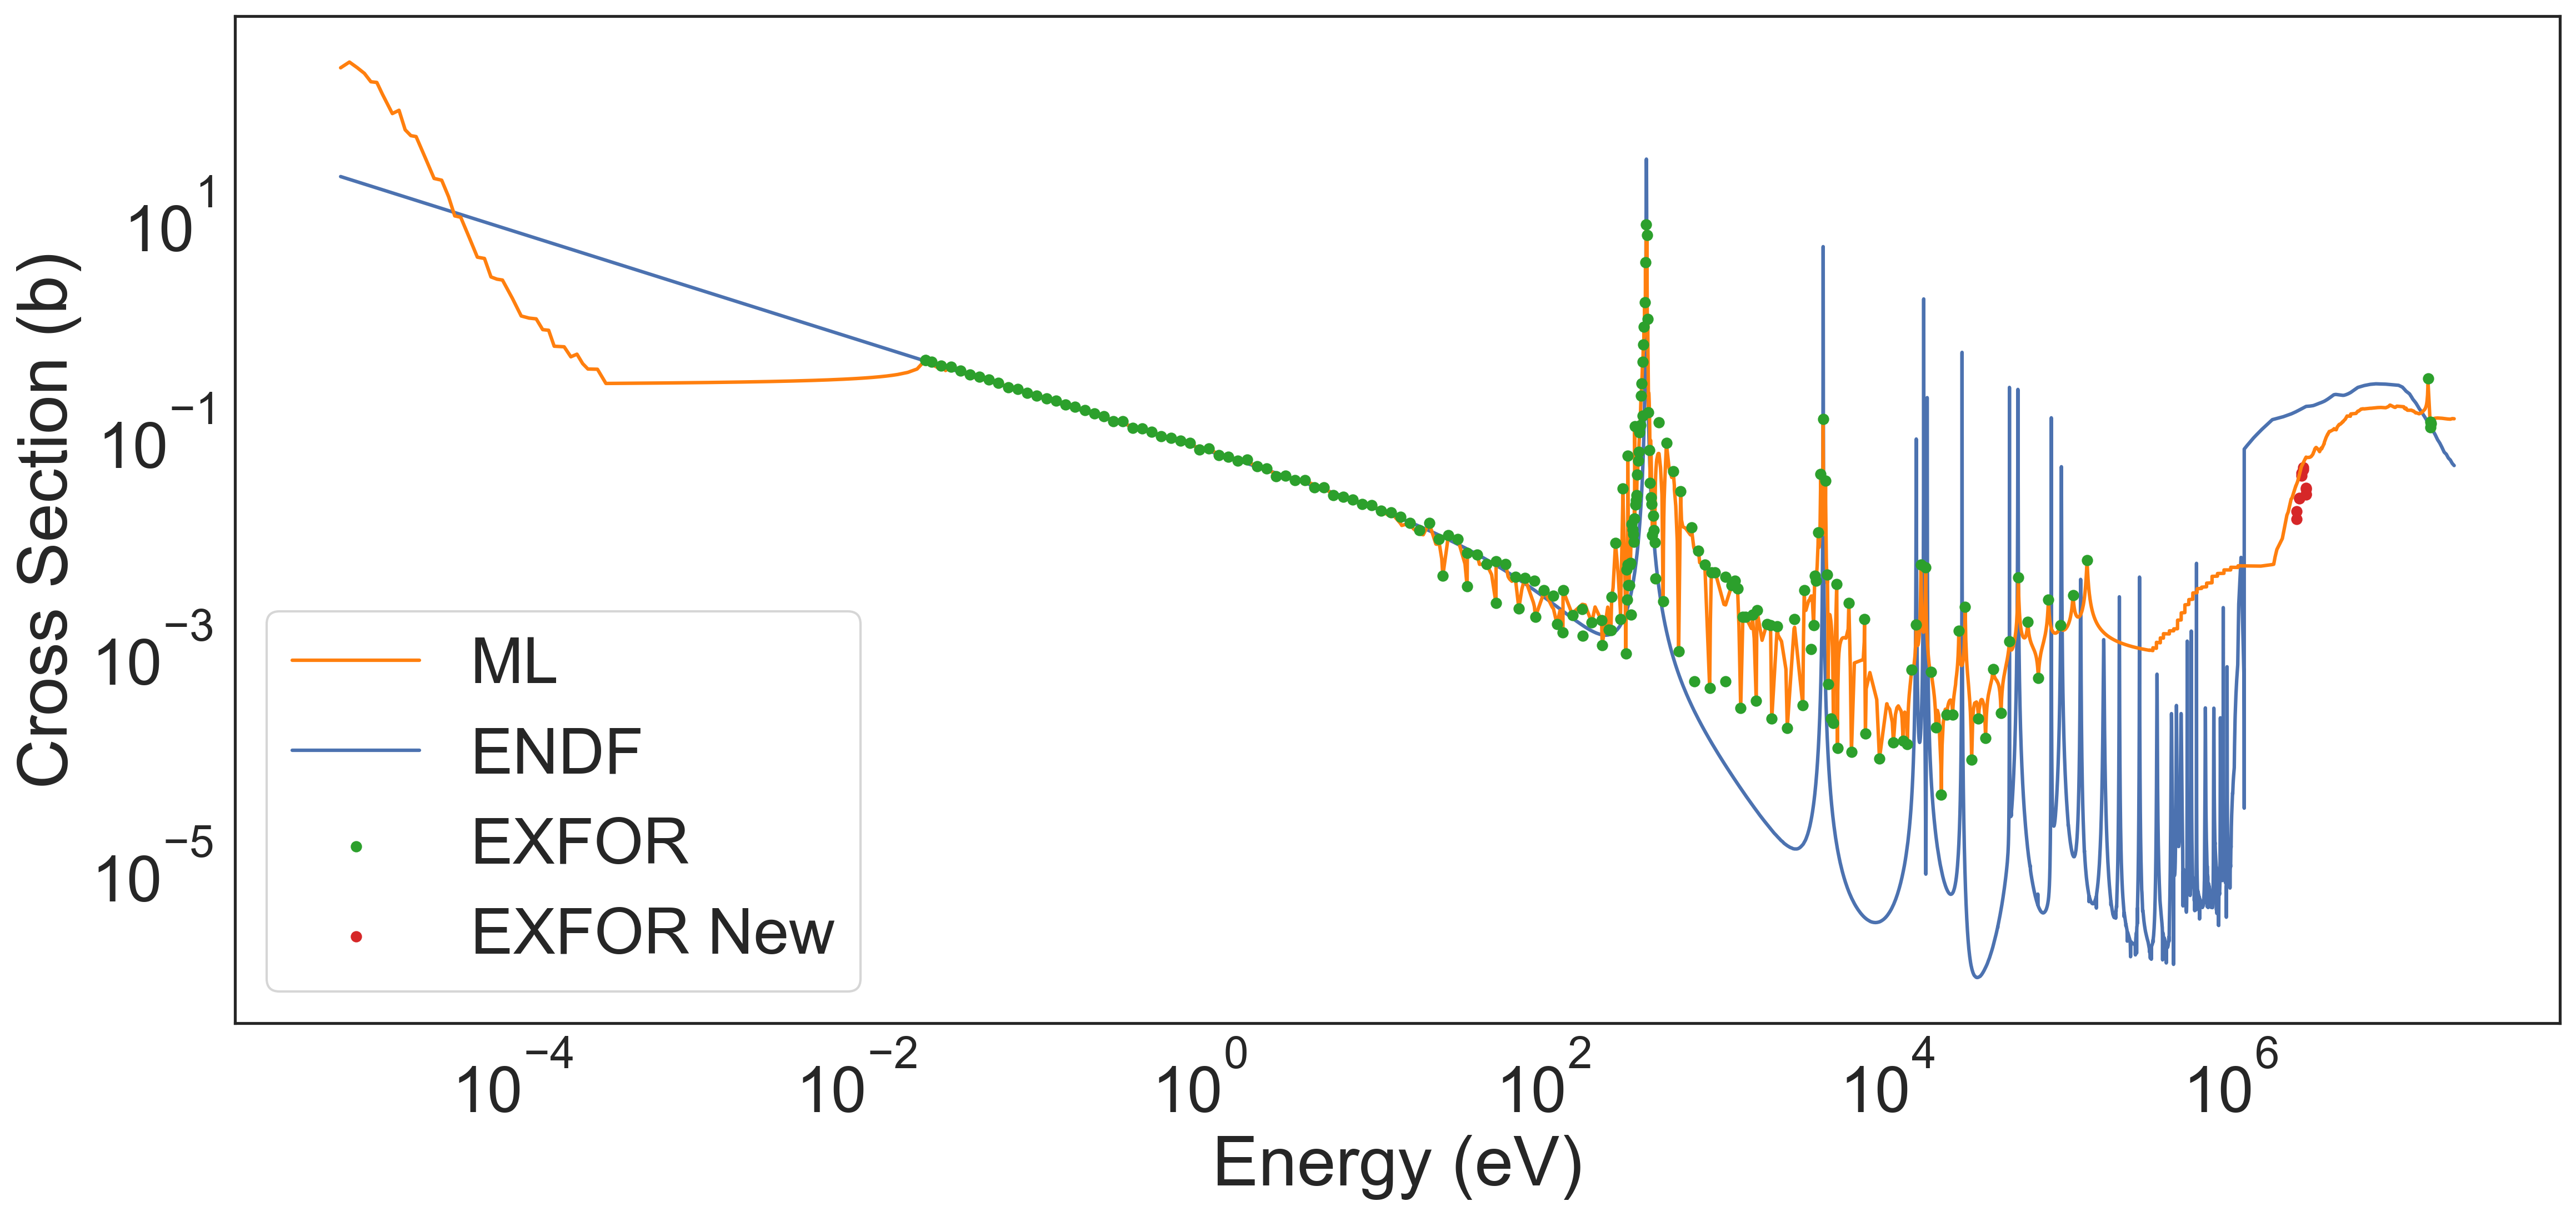 Cross Section (b)
10^1
10^−1
10^−3
10^−5
ML
ENDF
EXFOR
EXFOR New
10^−4 10^−2 10^0 10^2 10^4 10^6
Energy (eV)